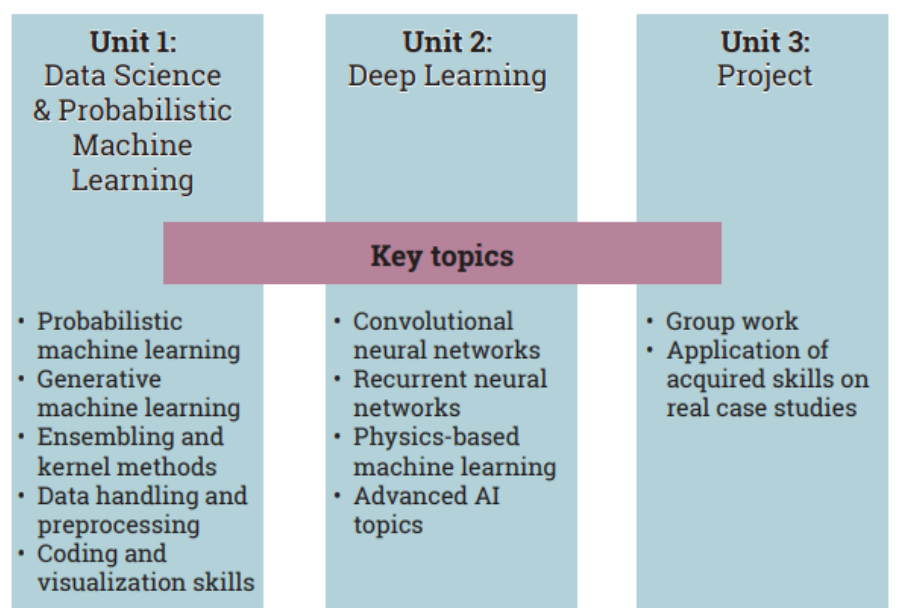 Unit 1:
Data Science
& Probabilistic
Machine
Learning
Unit 2:
Deep Learning
Unit 3:
Project
Key topics
• Probabilistic
machine learning
• Generative
machine learning
• Ensembling and
kernel methods
• Data handling and
preprocessing
• Coding and
visualization skills
• Convolutional
neural networks
• Recurrent neural
networks
• Physics-based
machine learning
• Advanced AI
topics
• Group work
• Application of
acquired skills on
real case studies